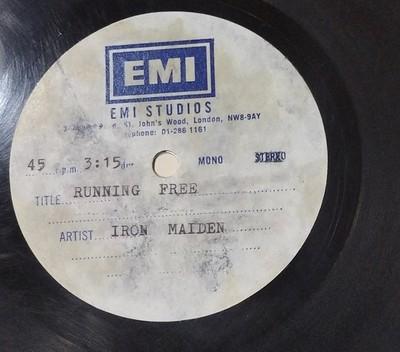 EMI
EMI STUDIOS
St. John's Wood, London, NW8-9AY
01-286 1161
45 r.p.m. 3:15 dur. MONO STEREO
TITLE RUNNING FREE
ARTIST IRON MAIDEN